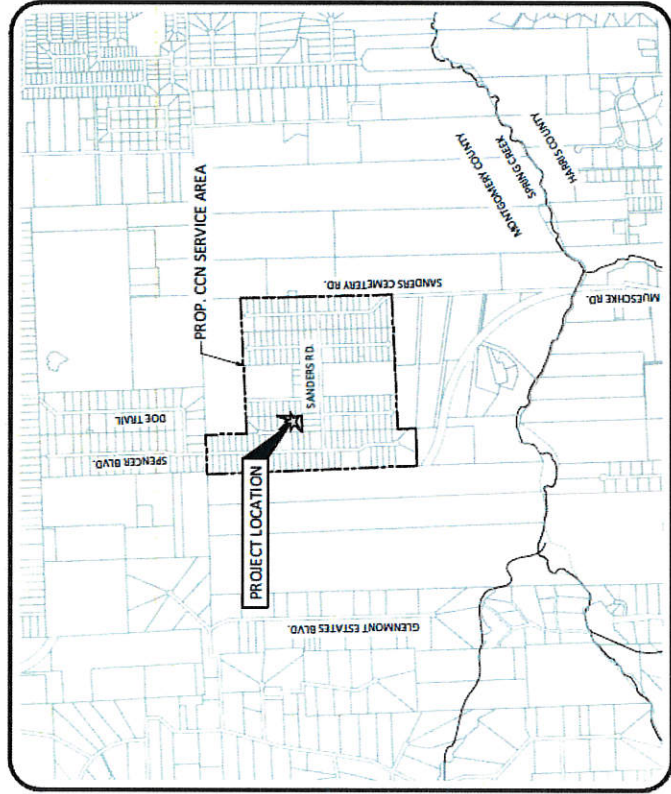 PROP. CCN SERVICE AREA
MONTGOMERY COUNTY
SPRING CREEK
HARRIS COUNTY
SANDERS CEMETERY RD.
MUESCHKE RD.
SANDERS RD.
DOE TRAIL
SPENCER BLVD.
PROJECT LOCATION
GLENMONT ESTATES BLVD.